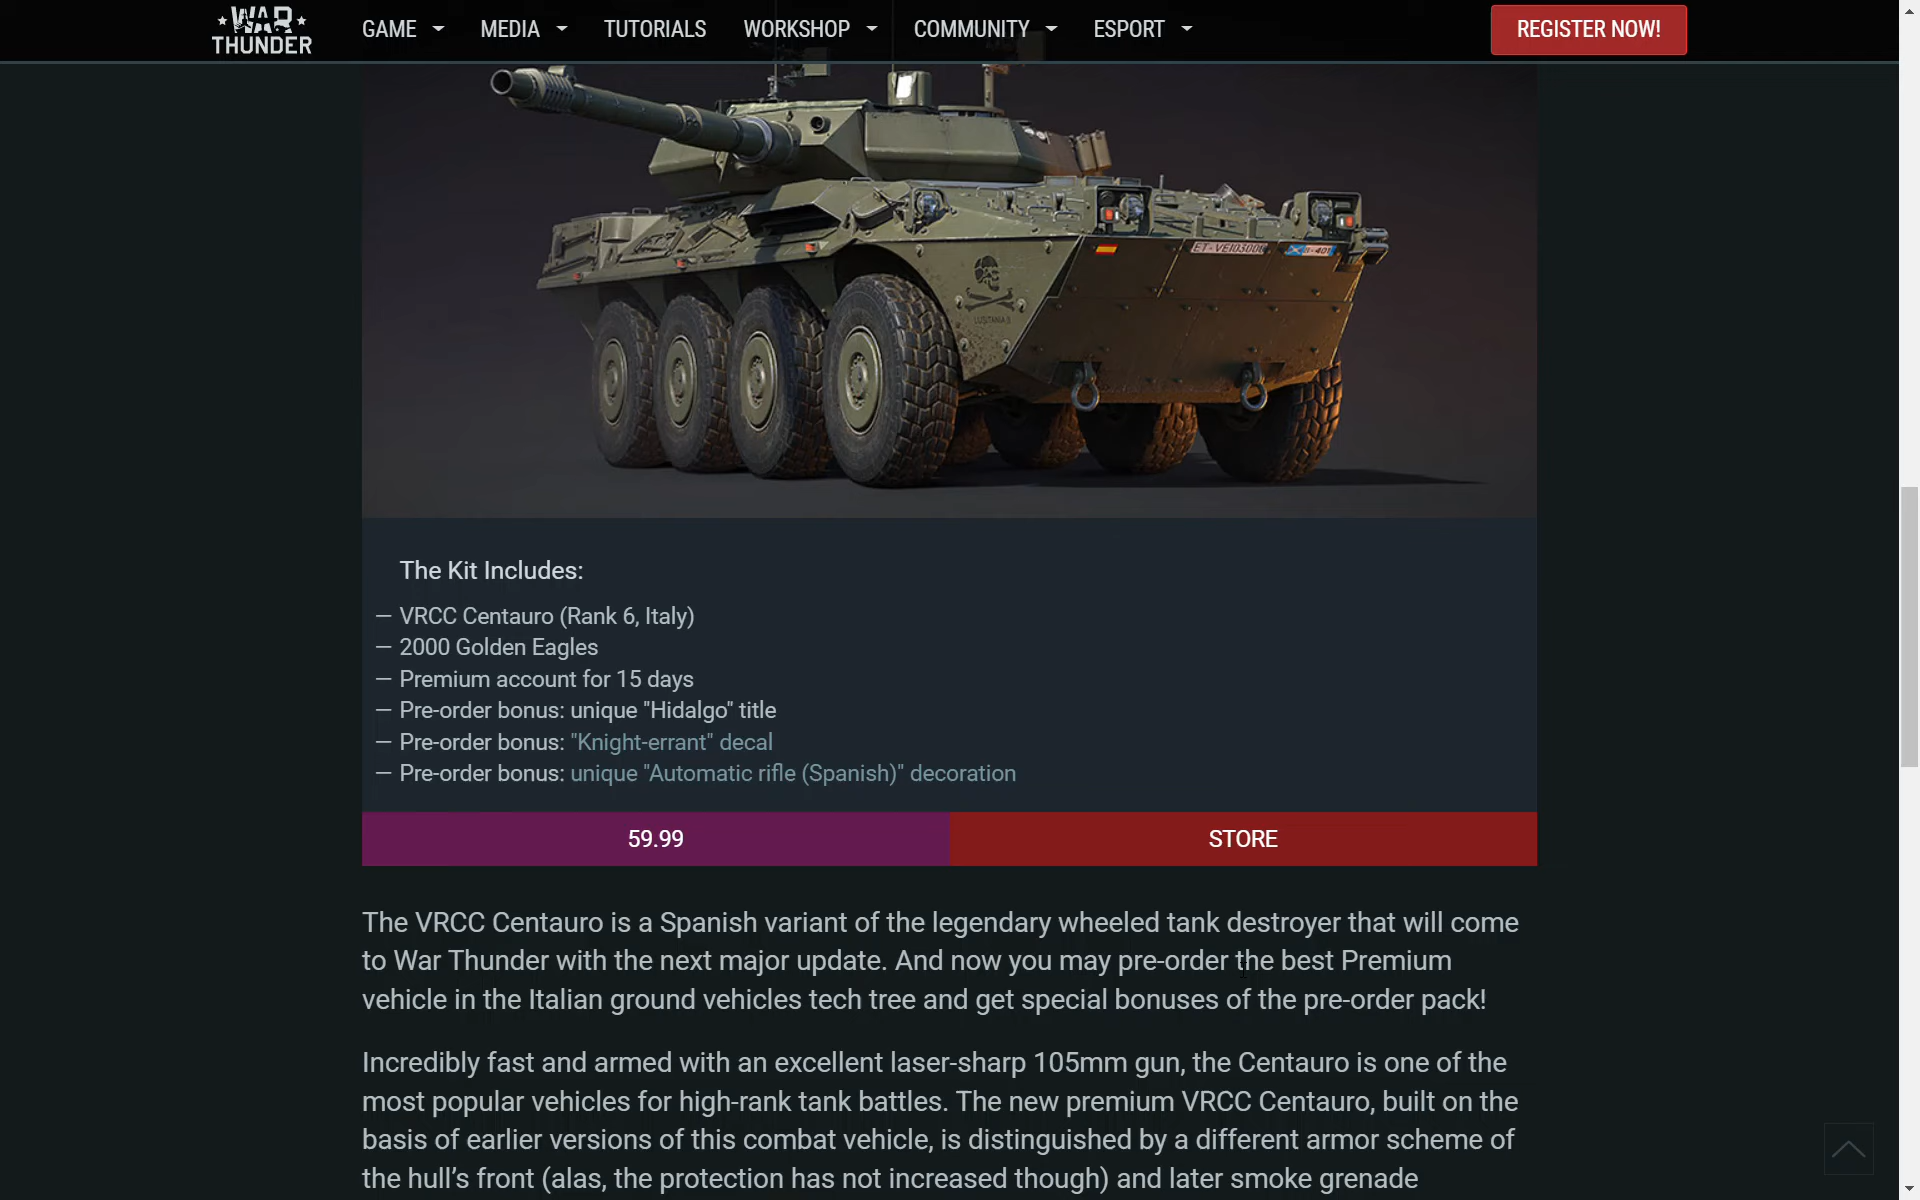 WAR
THUNDER
GAME MEDIA TUTORIALS WORKSHOP COMMUNITY ESPORT REGISTER NOW!
LUSITANIA 8
The Kit Includes:
— VRCC Centauro (Rank 6, Italy)
— 2000 Golden Eagles
— Premium account for 15 days
— Pre-order bonus: unique "Hidalgo" title
— Pre-order bonus: "Knight-errant" decal
— Pre-order bonus: unique "Automatic rifle (Spanish)" decoration
59.99 STORE
The VRCC Centauro is a Spanish variant of the legendary wheeled tank destroyer that will come
to War Thunder with the next major update. And now you may pre-order the best Premium
vehicle in the Italian ground vehicles tech tree and get special bonuses of the pre-order pack!
Incredibly fast and armed with an excellent laser-sharp 105mm gun, the Centauro is one of the
most popular vehicles for high-rank tank battles. The new premium VRCC Centauro, built on the
basis of earlier versions of this combat vehicle, is distinguished by a different armor scheme of
the hull’s front (alas, the protection has not increased though) and later smoke grenade